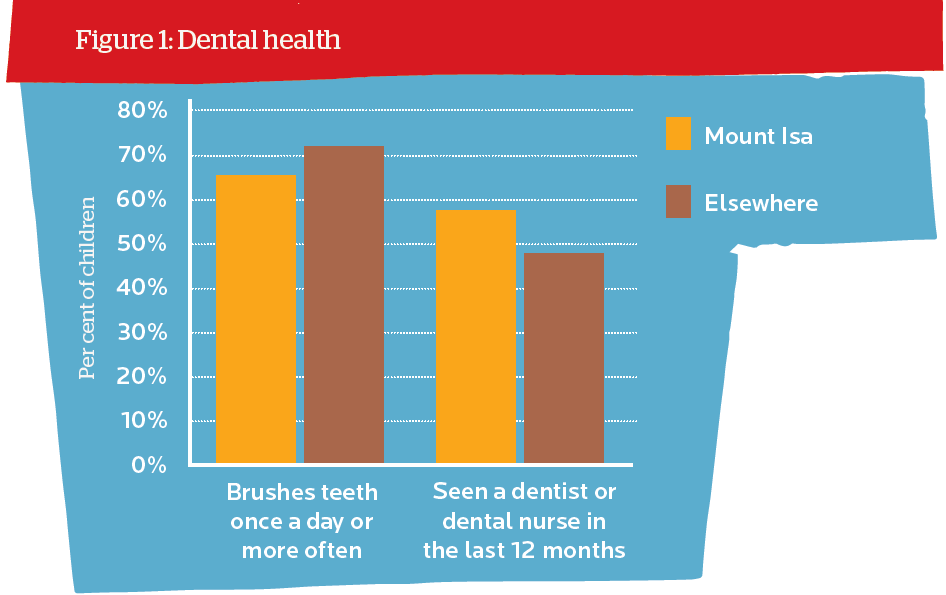 Figure 1: Dental health
80%
70%
60%
50%
40%
30%
20%
10%
0%
Per cent of children
Mount Isa
Elsewhere
Brushes teeth
once a day or
more often
Seen a dentist or
dental nurse in
the last 12 months